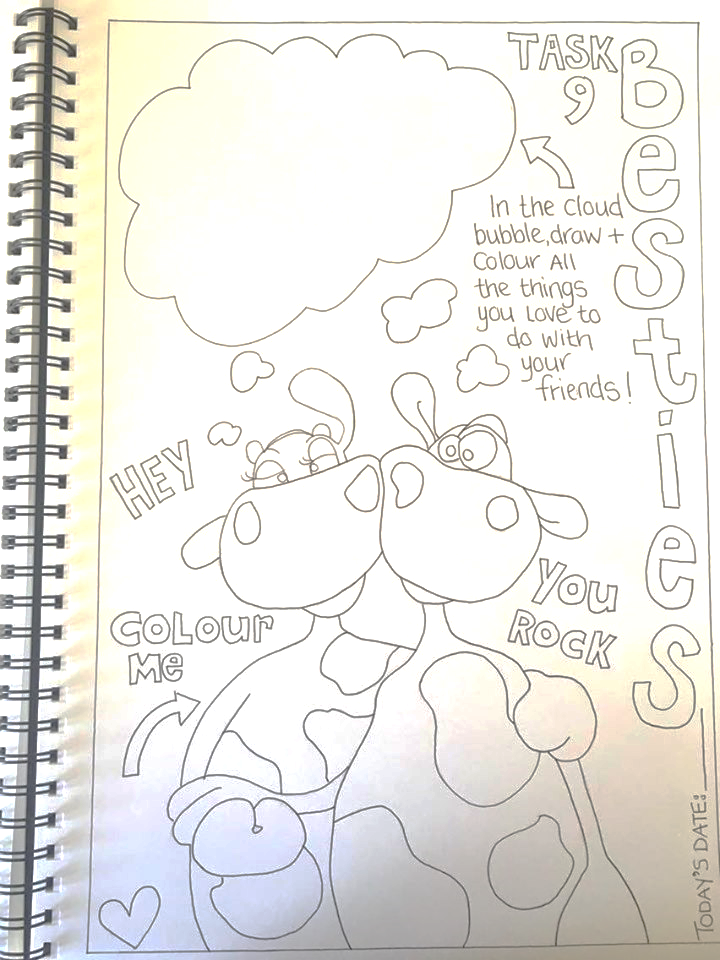 TASK
9
BeStieS
In the cloud
bubble, draw +
Colour All
the things
you Love to
do with
your
friends!
HEY
You
ROCK
COLOUR
Me
TODAY'S DATE: